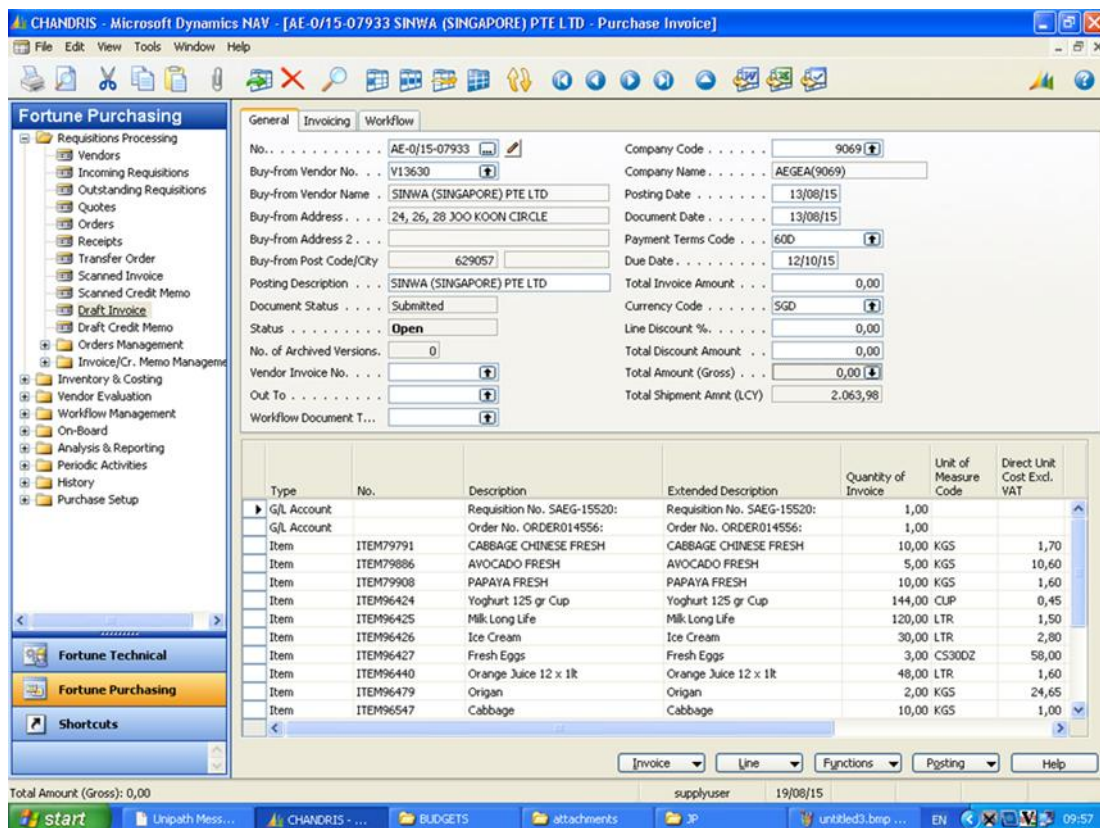 CHANDRIS - Microsoft Dynamics NAV - [AE-0/15-07933 SINWA (SINGAPORE) PTE LTD - Purchase Invoice]
File Edit View Tools Window Help
Fortune Purchasing
Requisitions Processing
Vendors
Incoming Requisitions
Outstanding Requisitions
Quotes
Orders
Receipts
Transfer Order
Scanned Invoice
Scanned Credit Memo
Draft Invoice
Draft Credit Memo
Orders Management
Invoice/Cr. Memo Manageme
Inventory & Costing
Vendor Evaluation
Workflow Management
On-Board
Analysis & Reporting
Periodic Activities
History
Purchase Setup
Fortune Technical
Fortune Purchasing
Shortcuts
General Invoicing Workflow
No. . . . . . . . . . . . AE-0/15-07933
Buy-from Vendor No. . . . V13630
Buy-from Vendor Name . SINWA (SINGAPORE) PTE LTD
Buy-from Address . . . . 24, 26, 28 JOO KOON CIRCLE
Buy-from Address 2 . . .
Buy-from Post Code/City 629057
Posting Description . . . SINWA (SINGAPORE) PTE LTD
Document Status . . . . Submitted
Status . . . . . . . . . Open
No. of Archived Versions. 0
Vendor Invoice No. . . .
Out To . . . . . . . . .
Workflow Document T...
Company Code . . . . . . 9069
Company Name . . . . . . AEGEA(9069)
Posting Date . . . . . . . 13/08/15
Document Date . . . . . . 13/08/15
Payment Terms Code . . . 60D
Due Date . . . . . . . . . 12/10/15
Total Invoice Amount . . . 0,00
Currency Code . . . . . . SGD
Line Discount %. . . . . . 0,00
Total Discount Amount . . 0,00
Total Amount (Gross) . . . 0,00
Total Shipment Amnt (LCY) 2.063,98
Type No. Description Extended Description Quantity of Invoice Unit of Measure Code Direct Unit Cost Excl. VAT
G/L Account Requisition No. SAEG-15520: Requisition No. SAEG-15520: 1,00
G/L Account Order No. ORDER014556: Order No. ORDER014556: 1,00
Item ITEM79791 CABBAGE CHINESE FRESH CABBAGE CHINESE FRESH 10,00 KGS 1,70
Item ITEM79886 AVOCADO FRESH AVOCADO FRESH 5,00 KGS 10,60
Item ITEM79908 PAPAYA FRESH PAPAYA FRESH 10,00 KGS 1,60
Item ITEM96424 Yoghurt 125 gr Cup Yoghurt 125 gr Cup 144,00 CUP 0,45
Item ITEM96425 Milk Long Life Milk Long Life 120,00 LTR 1,50
Item ITEM96426 Ice Cream Ice Cream 30,00 LTR 2,80
Item ITEM96427 Fresh Eggs Fresh Eggs 3,00 CS30DZ 58,00
Item ITEM96440 Orange Juice 12 x 1lt Orange Juice 12 x 1lt 48,00 LTR 1,60
Item ITEM96479 Origan Origan 2,00 KGS 24,65
Item ITEM96547 Cabbage Cabbage 10,00 KGS 1,00
Invoice Line Functions Posting Help
Total Amount (Gross): 0,00 supplyuser 19/08/15
start Unipath Mess... CHANDRIS - ... BUDGETS attachments JP untitled3.bmp ... EN 09:57